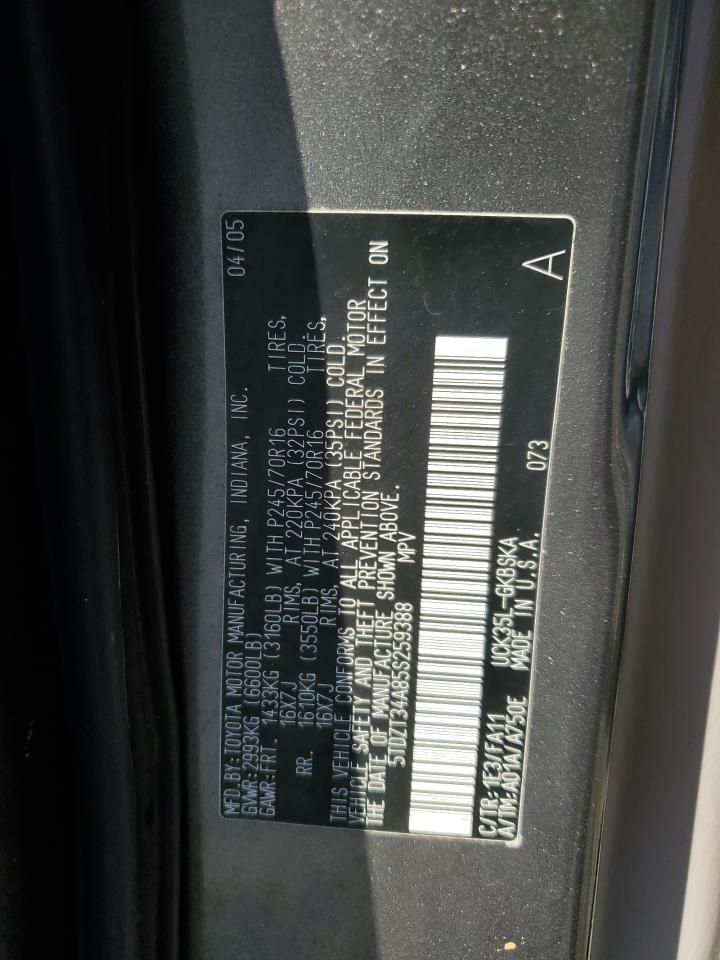 MFD.BY:TOYOTA MOTOR MANUFACTURING, INDIANA, INC. 04/05
GVWR:2993KG (6600LB)
GAWR:FRT 1433KG (3160LB) WITH P245/70R16 TIRES,
16X7J RIMS, AT 220KPA (32PSI) COLD.
RR. 1610KG (3550LB) WITH P245/70R16 TIRES,
16X7J RIMS, AT 240KPA (35PSI) COLD.
THIS VEHICLE CONFORMS TO ALL APPLICABLE FEDERAL MOTOR
VEHICLE SAFETY AND THEFT PREVENTION STANDARDS IN EFFECT ON
THE DATE OF MANUFACTURE SHOWN ABOVE.
5TDZT34A85S259388 MPV
C/TR:1E3/FA11 UCK35L-GKBSKA 073 A
A/TM:A01A/A750E MADE IN U.S.A.